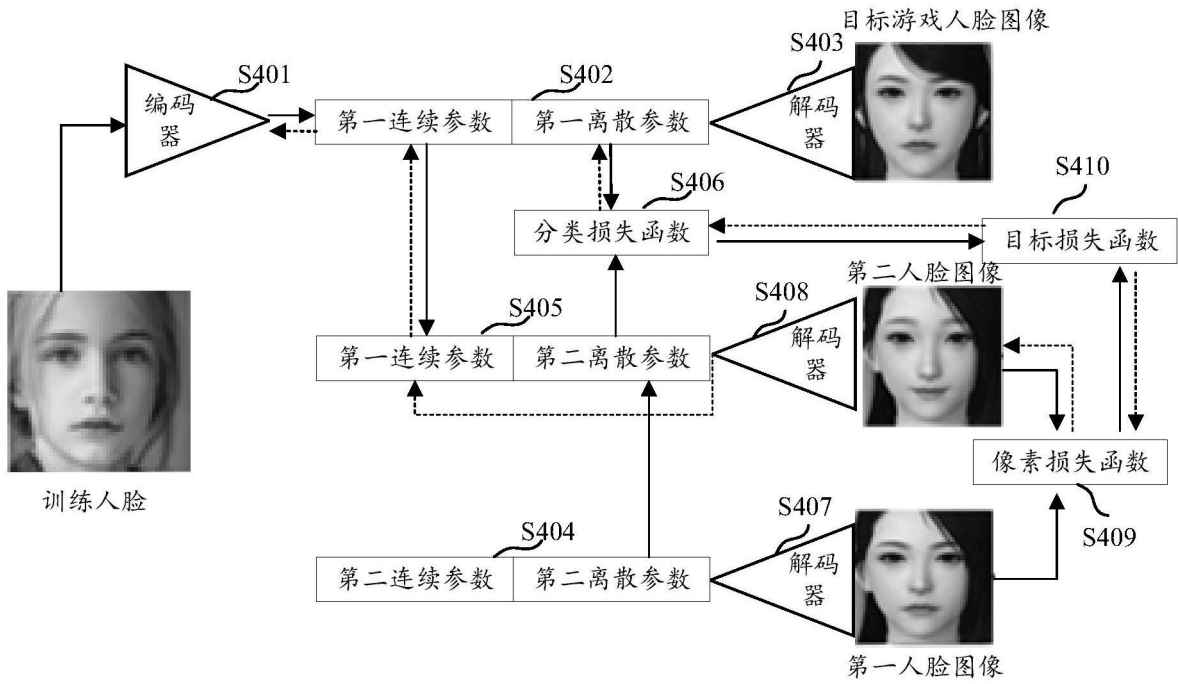 目标游戏人脸图像
S401
S402
S403
编码器
第一连续参数
第一离散参数
解码器
S406
S410
分类损失函数
目标损失函数
第二人脸图像
S405
S408
第一连续参数
第二离散参数
解码器
像素损失函数
训练人脸
S407
S409
S404
第二连续参数
第二离散参数
解码器
第一人脸图像